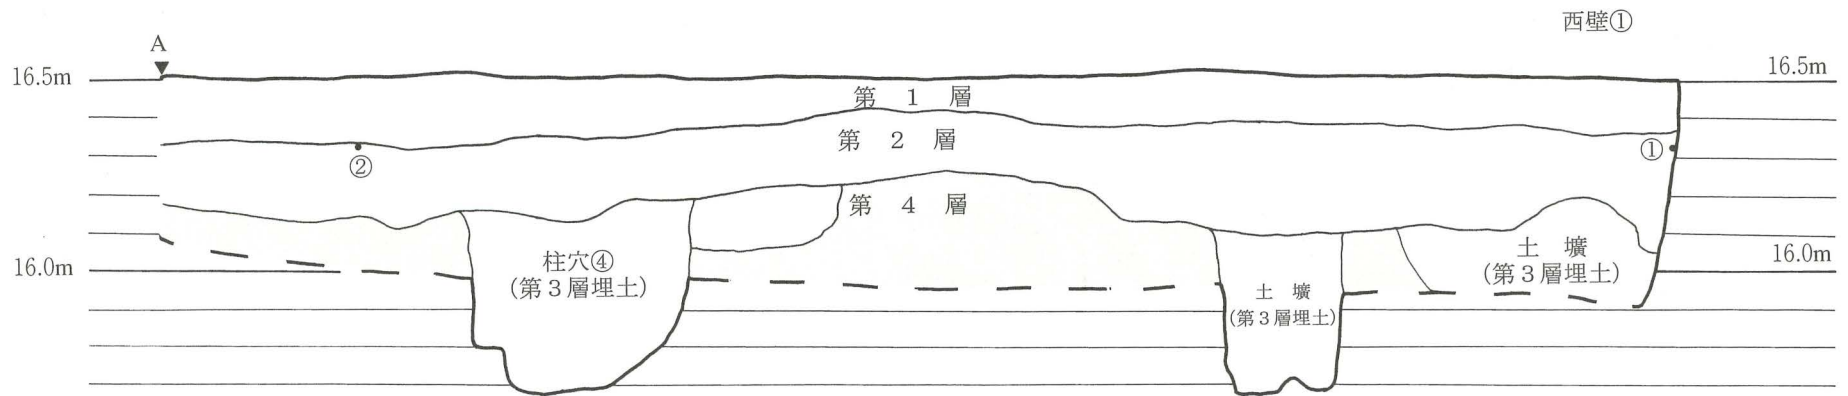 西壁①
A
16.5m
16.5m
第 1 層
第 2 層
②
①
第 4 層
16.0m
柱穴④
(第3層埋土)
土 壙
(第3層埋土)
土 壙
(第3層埋土)
16.0m